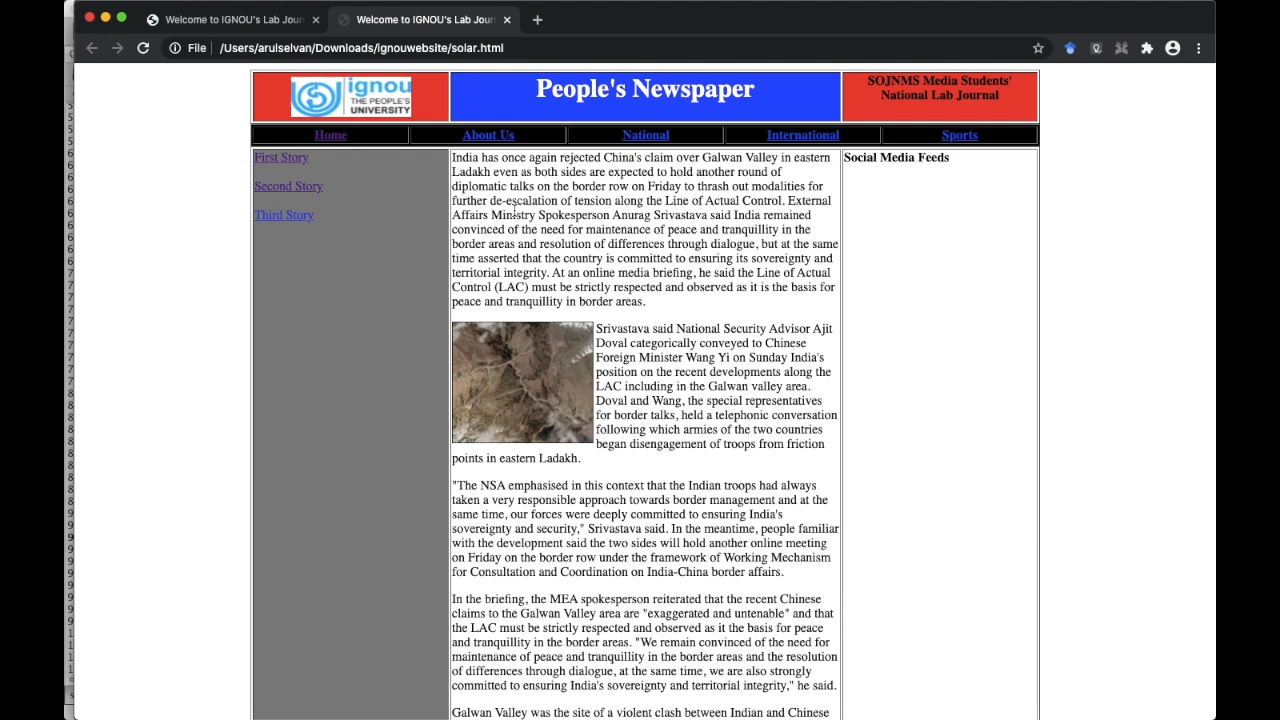 Welcome to IGNOU's Lab Jour
Welcome to IGNOU's Lab Jour
File
/Users/arulselvan/Downloads/ignouwebsite/solar.html
ignou
THE PEOPLE'S
UNIVERSITY
People's Newspaper
SOJNMS Media Students'
National Lab Journal
Home
About Us
National
International
Sports
First Story
Second Story
Third Story
India has once again rejected China's claim over Galwan Valley in eastern
Ladakh even as both sides are expected to hold another round of
diplomatic talks on the border row on Friday to thrash out modalities for
further de-escalation of tension along the Line of Actual Control. External
Affairs Ministry Spokesperson Anurag Srivastava said India remained
convinced of the need for maintenance of peace and tranquillity in the
border areas and resolution of differences through dialogue, but at the same
time asserted that the country is committed to ensuring its sovereignty and
territorial integrity. At an online media briefing, he said the Line of Actual
Control (LAC) must be strictly respected and observed as it is the basis for
peace and tranquillity in border areas.
Srivastava said National Security Advisor Ajit
Doval categorically conveyed to Chinese
Foreign Minister Wang Yi on Sunday India's
position on the recent developments along the
LAC including in the Galwan valley area.
Doval and Wang, the special representatives
for border talks, held a telephonic conversation
following which armies of the two countries
began disengagement of troops from friction
points in eastern Ladakh.
"The NSA emphasised in this context that the Indian troops had always
taken a very responsible approach towards border management and at the
same time, our forces were deeply committed to ensuring India's
sovereignty and security," Srivastava said. In the meantime, people familiar
with the development said the two sides will hold another online meeting
on Friday on the border row under the framework of Working Mechanism
for Consultation and Coordination on India-China border affairs.
In the briefing, the MEA spokesperson reiterated that the recent Chinese
claims to the Galwan Valley area are "exaggerated and untenable" and that
the LAC must be strictly respected and observed as it the basis for peace
and tranquillity in the border areas. "We remain convinced of the need for
maintenance of peace and tranquillity in the border areas and the resolution
of differences through dialogue, at the same time, we are also strongly
committed to ensuring India's sovereignty and territorial integrity," he said.
Galwan Valley was the site of a violent clash between Indian and Chinese
Social Media Feeds